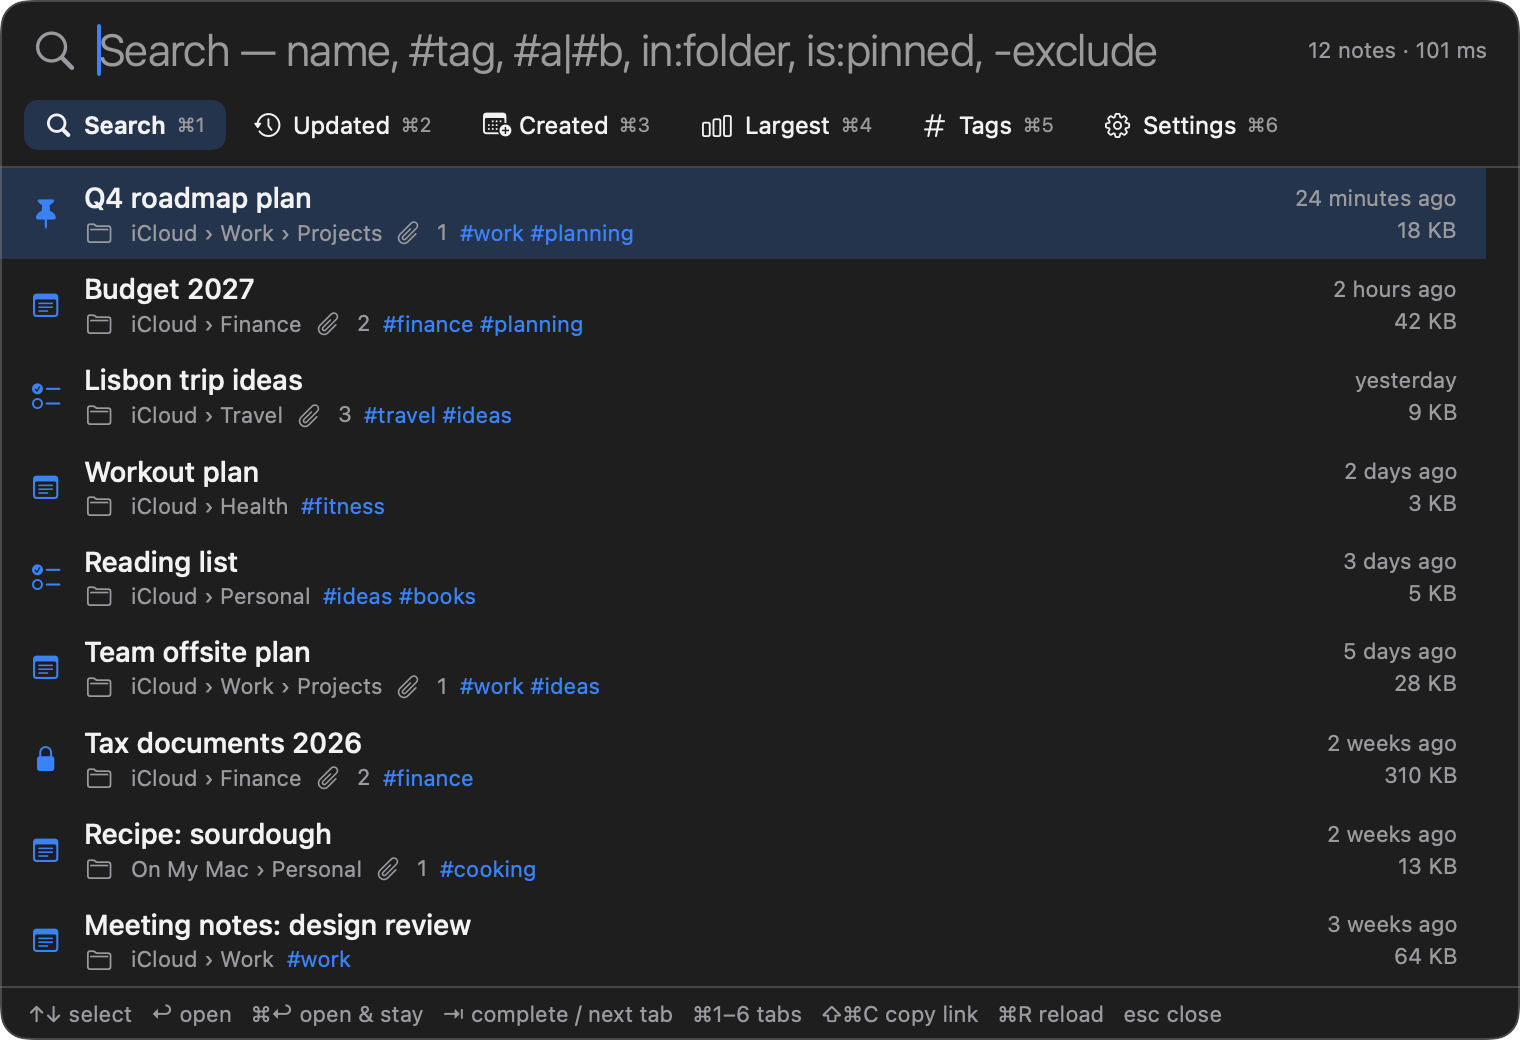 Search — name, #tag, #a|#b, in:folder, is:pinned, -exclude 12 notes · 101 ms
Search ⌘1 Updated ⌘2 Created ⌘3 Largest ⌘4 # Tags ⌘5 Settings ⌘6
Q4 roadmap plan 24 minutes ago
iCloud › Work › Projects 1 #work #planning 18 KB
Budget 2027 2 hours ago
iCloud › Finance 2 #finance #planning 42 KB
Lisbon trip ideas yesterday
iCloud › Travel 3 #travel #ideas 9 KB
Workout plan 2 days ago
iCloud › Health #fitness 3 KB
Reading list 3 days ago
iCloud › Personal #ideas #books 5 KB
Team offsite plan 5 days ago
iCloud › Work › Projects 1 #work #ideas 28 KB
Tax documents 2026 2 weeks ago
iCloud › Finance 2 #finance 310 KB
Recipe: sourdough 2 weeks ago
On My Mac › Personal 1 #cooking 13 KB
Meeting notes: design review 3 weeks ago
iCloud › Work #work 64 KB
↑↓ select ↩ open ⌘↩ open & stay ⇥ complete / next tab ⌘1–6 tabs ⇧⌘C copy link ⌘R reload esc close